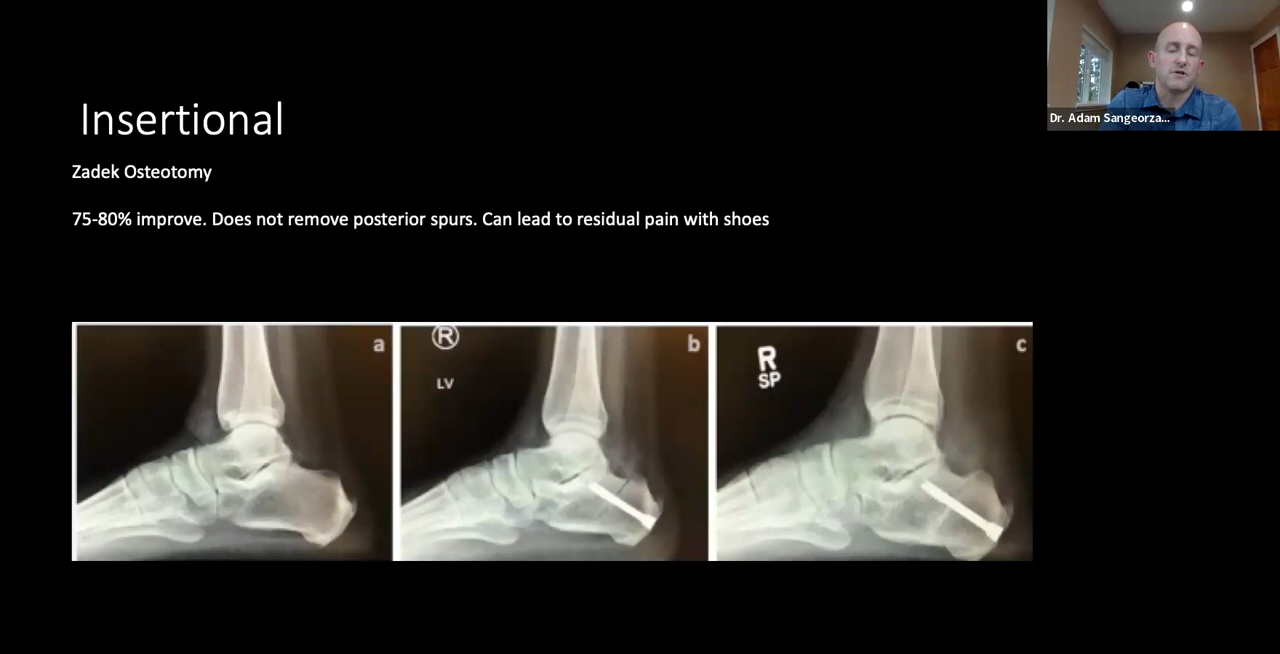 Insertional
Zadek Osteotomy
75-80% improve. Does not remove posterior spurs. Can lead to residual pain with shoes
Dr. Adam Sangeorza...
a
R
LV
b
R
SP
c